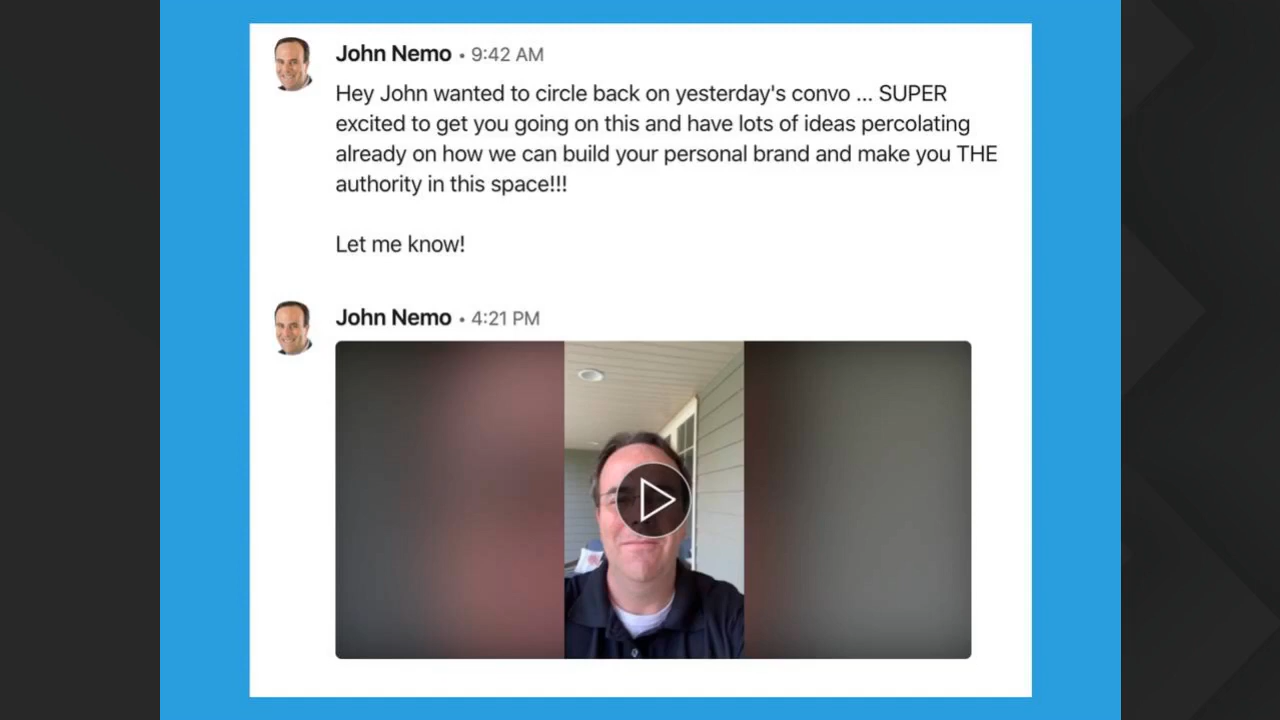 John Nemo • 9:42 AM
Hey John wanted to circle back on yesterday's convo ... SUPER
excited to get you going on this and have lots of ideas percolating
already on how we can build your personal brand and make you THE
authority in this space!!!
Let me know!
John Nemo • 4:21 PM